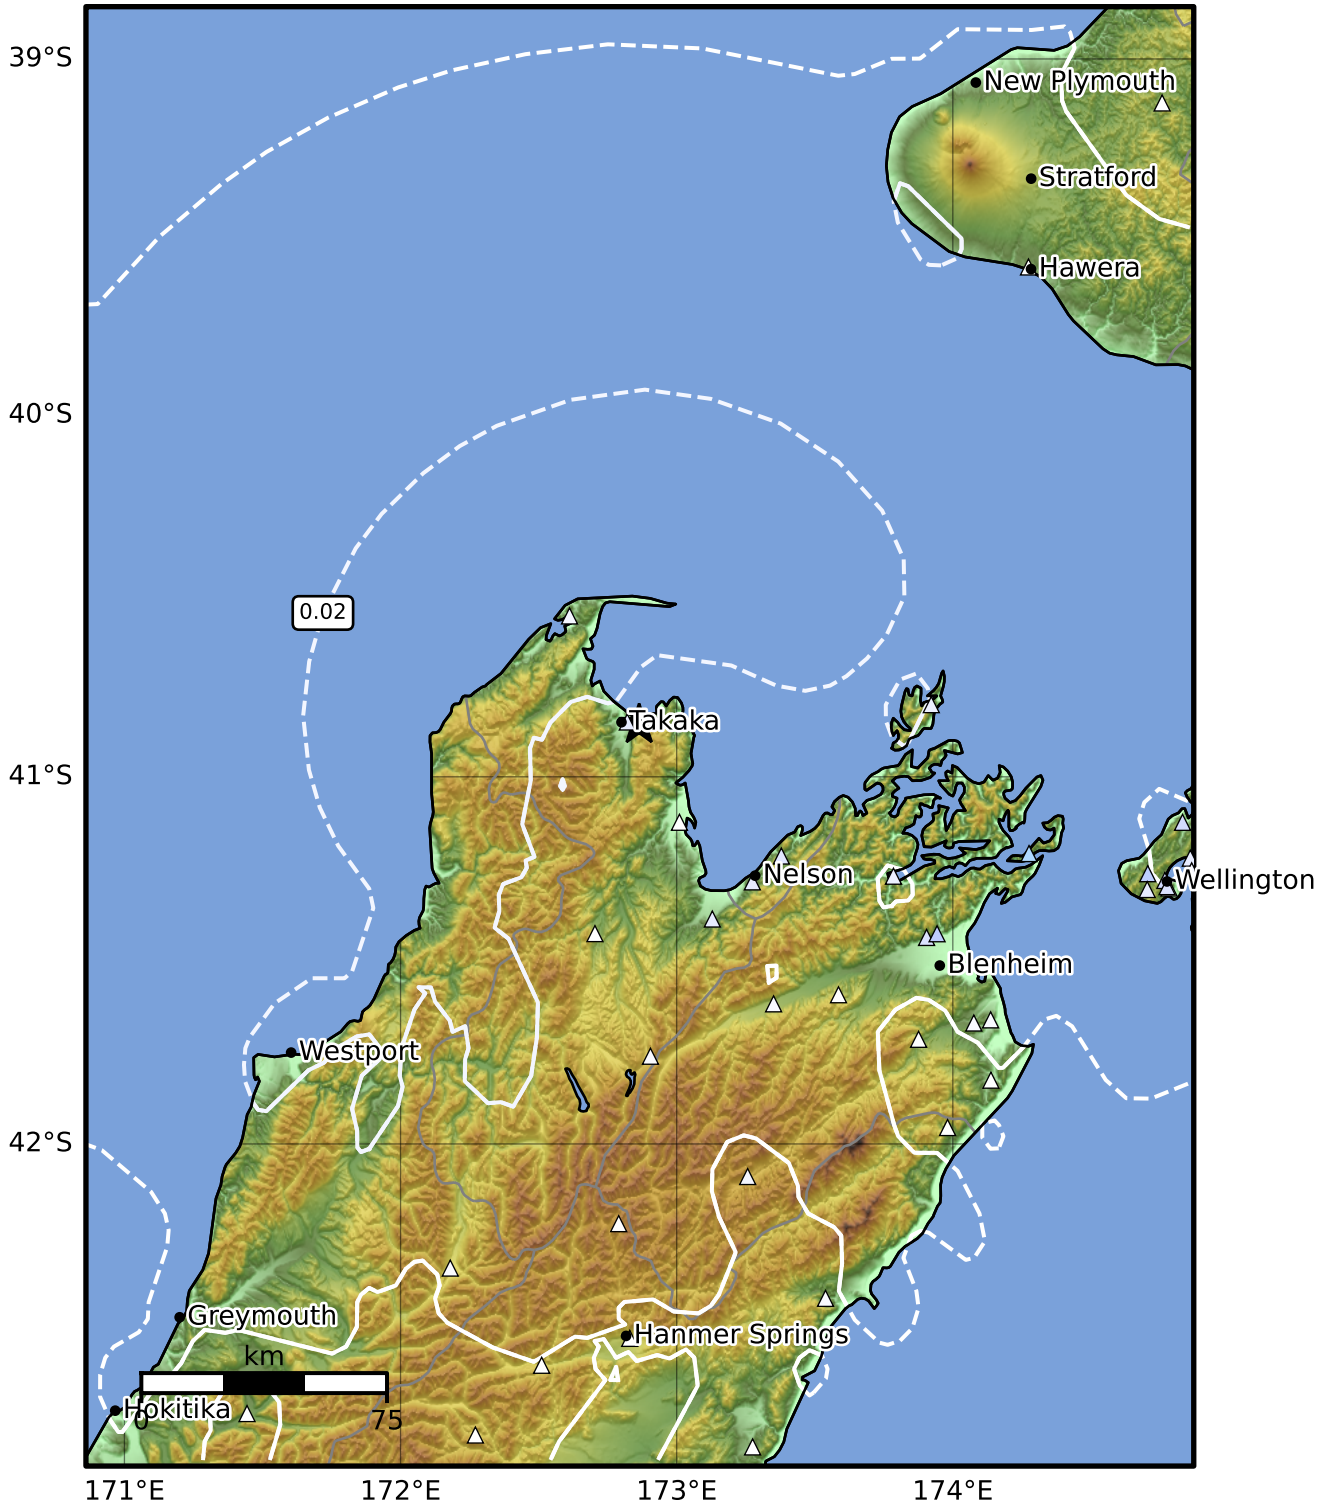 39°S
New Plymouth
Stratford
Hawera
40°S
0.02
Takaka
41°S
Nelson
Wellington
Blenheim
Westport
42°S
Greymouth
Hanmer Springs
km
Hokitika
0
75
171°E
172°E
173°E
174°E